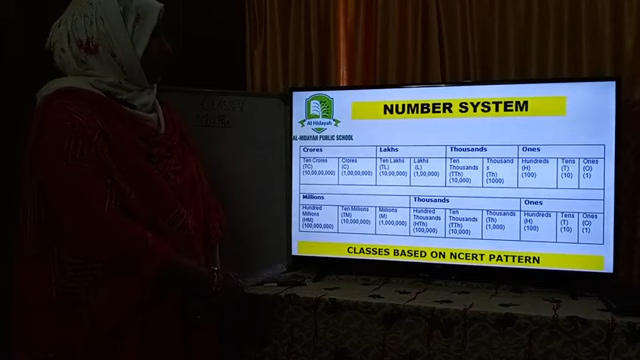 CLASS V
MATHS
Al Hidayah
AL-HIDAYAH PUBLIC SCHOOL
NUMBER SYSTEM
Crores Lakhs Thousands Ones
Ten Crores (TC) (10,00,00,000) Crores (C) (1,00,00,000) Ten Lakhs (TL) (10,00,000) Lakhs (L) (1,00,000) Ten Thousands (TTh) (10,000) Thousands (Th) (1000) Hundreds (H) (100) Tens (T) (10) Ones (O) (1)
Millions Thousands Ones
Hundred Millions (HM) (100,000,000) Ten Millions (TM) (10,000,000) Millions (M) (1,000,000) Hundred Thousands (HTh) (100,000) Ten Thousands (TTh) (10,000) Thousands (Th) (1,000) Hundreds (H) (100) Tens (T) (10) Ones (O) (1)
CLASSES BASED ON NCERT PATTERN